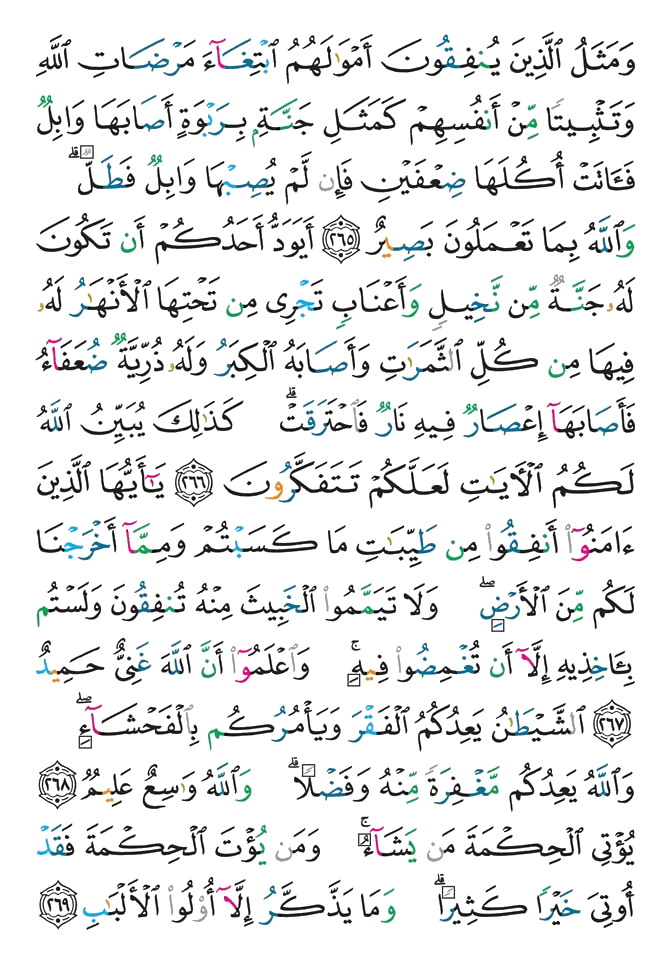 وَمَثَلُ الَّذِينَ يُنفِقُونَ أَمْوَٰلَهُمُ ٱبْتِغَآءَ مَرْضَاتِ ٱللَّهِ
وَتَثْبِيتًا مِّنْ أَنفُسِهِمْ كَمَثَلِ جَنَّةٍۭ بِرَبْوَةٍ أَصَابَهَا وَابِلٌ
فَـَٔاتَتْ أُكُلَهَا ضِعْفَيْنِ فَإِن لَّمْ يُصِبْهَا وَابِلٌ فَطَلٌّ ۗ
وَٱللَّهُ بِمَا تَعْمَلُونَ بَصِيرٌ ٢٦٥ أَيَوَدُّ أَحَدُكُمْ أَن تَكُونَ
لَهُۥ جَنَّةٌ مِّن نَّخِيلٍ وَأَعْنَابٍ تَجْرِى مِن تَحْتِهَا ٱلْأَنْهَٰرُ لَهُۥ
فِيهَا مِن كُلِّ ٱلثَّمَرَٰتِ وَأَصَابَهُ ٱلْكِبَرُ وَلَهُۥ ذُرِّيَّةٌ ضُعَفَآءُ
فَأَصَابَهَآ إِعْصَارٌ فِيهِ نَارٌ فَٱحْتَرَقَتْ ۗ كَذَٰلِكَ يُبَيِّنُ ٱللَّهُ
لَكُمُ ٱلْـَٔايَٰتِ لَعَلَّكُمْ تَتَفَكَّرُونَ ٢٦٦ يَٰٓأَيُّهَا ٱلَّذِينَ
ءَامَنُوٓا۟ أَنفِقُوا۟ مِن طَيِّبَٰتِ مَا كَسَبْتُمْ وَمِمَّآ أَخْرَجْنَا
لَكُم مِّنَ ٱلْأَرْضِ ۖ وَلَا تَيَمَّمُوا۟ ٱلْخَبِيثَ مِنْهُ تُنفِقُونَ وَلَسْتُم
بِـَٔاخِذِيهِ إِلَّآ أَن تُغْمِضُوا۟ فِيهِ ۚ وَٱعْلَمُوٓا۟ أَنَّ ٱللَّهَ غَنِىٌّ حَمِيدٌ
٢٦٧ ٱلشَّيْطَٰنُ يَعِدُكُمُ ٱلْفَقْرَ وَيَأْمُرُكُم بِٱلْفَحْشَآءِ ۖ
وَٱللَّهُ يَعِدُكُم مَّغْفِرَةً مِّنْهُ وَفَضْلًا ۗ وَٱللَّهُ وَٰسِعٌ عَلِيمٌ ٢٦٨
يُؤْتِى ٱلْحِكْمَةَ مَن يَشَآءُ ۚ وَمَن يُؤْتَ ٱلْحِكْمَةَ فَقَدْ
أُوتِىَ خَيْرًا كَثِيرًا ۗ وَمَا يَذَّكَّرُ إِلَّآ أُو۟لُوا۟ ٱلْأَلْبَٰبِ ٢٦٩